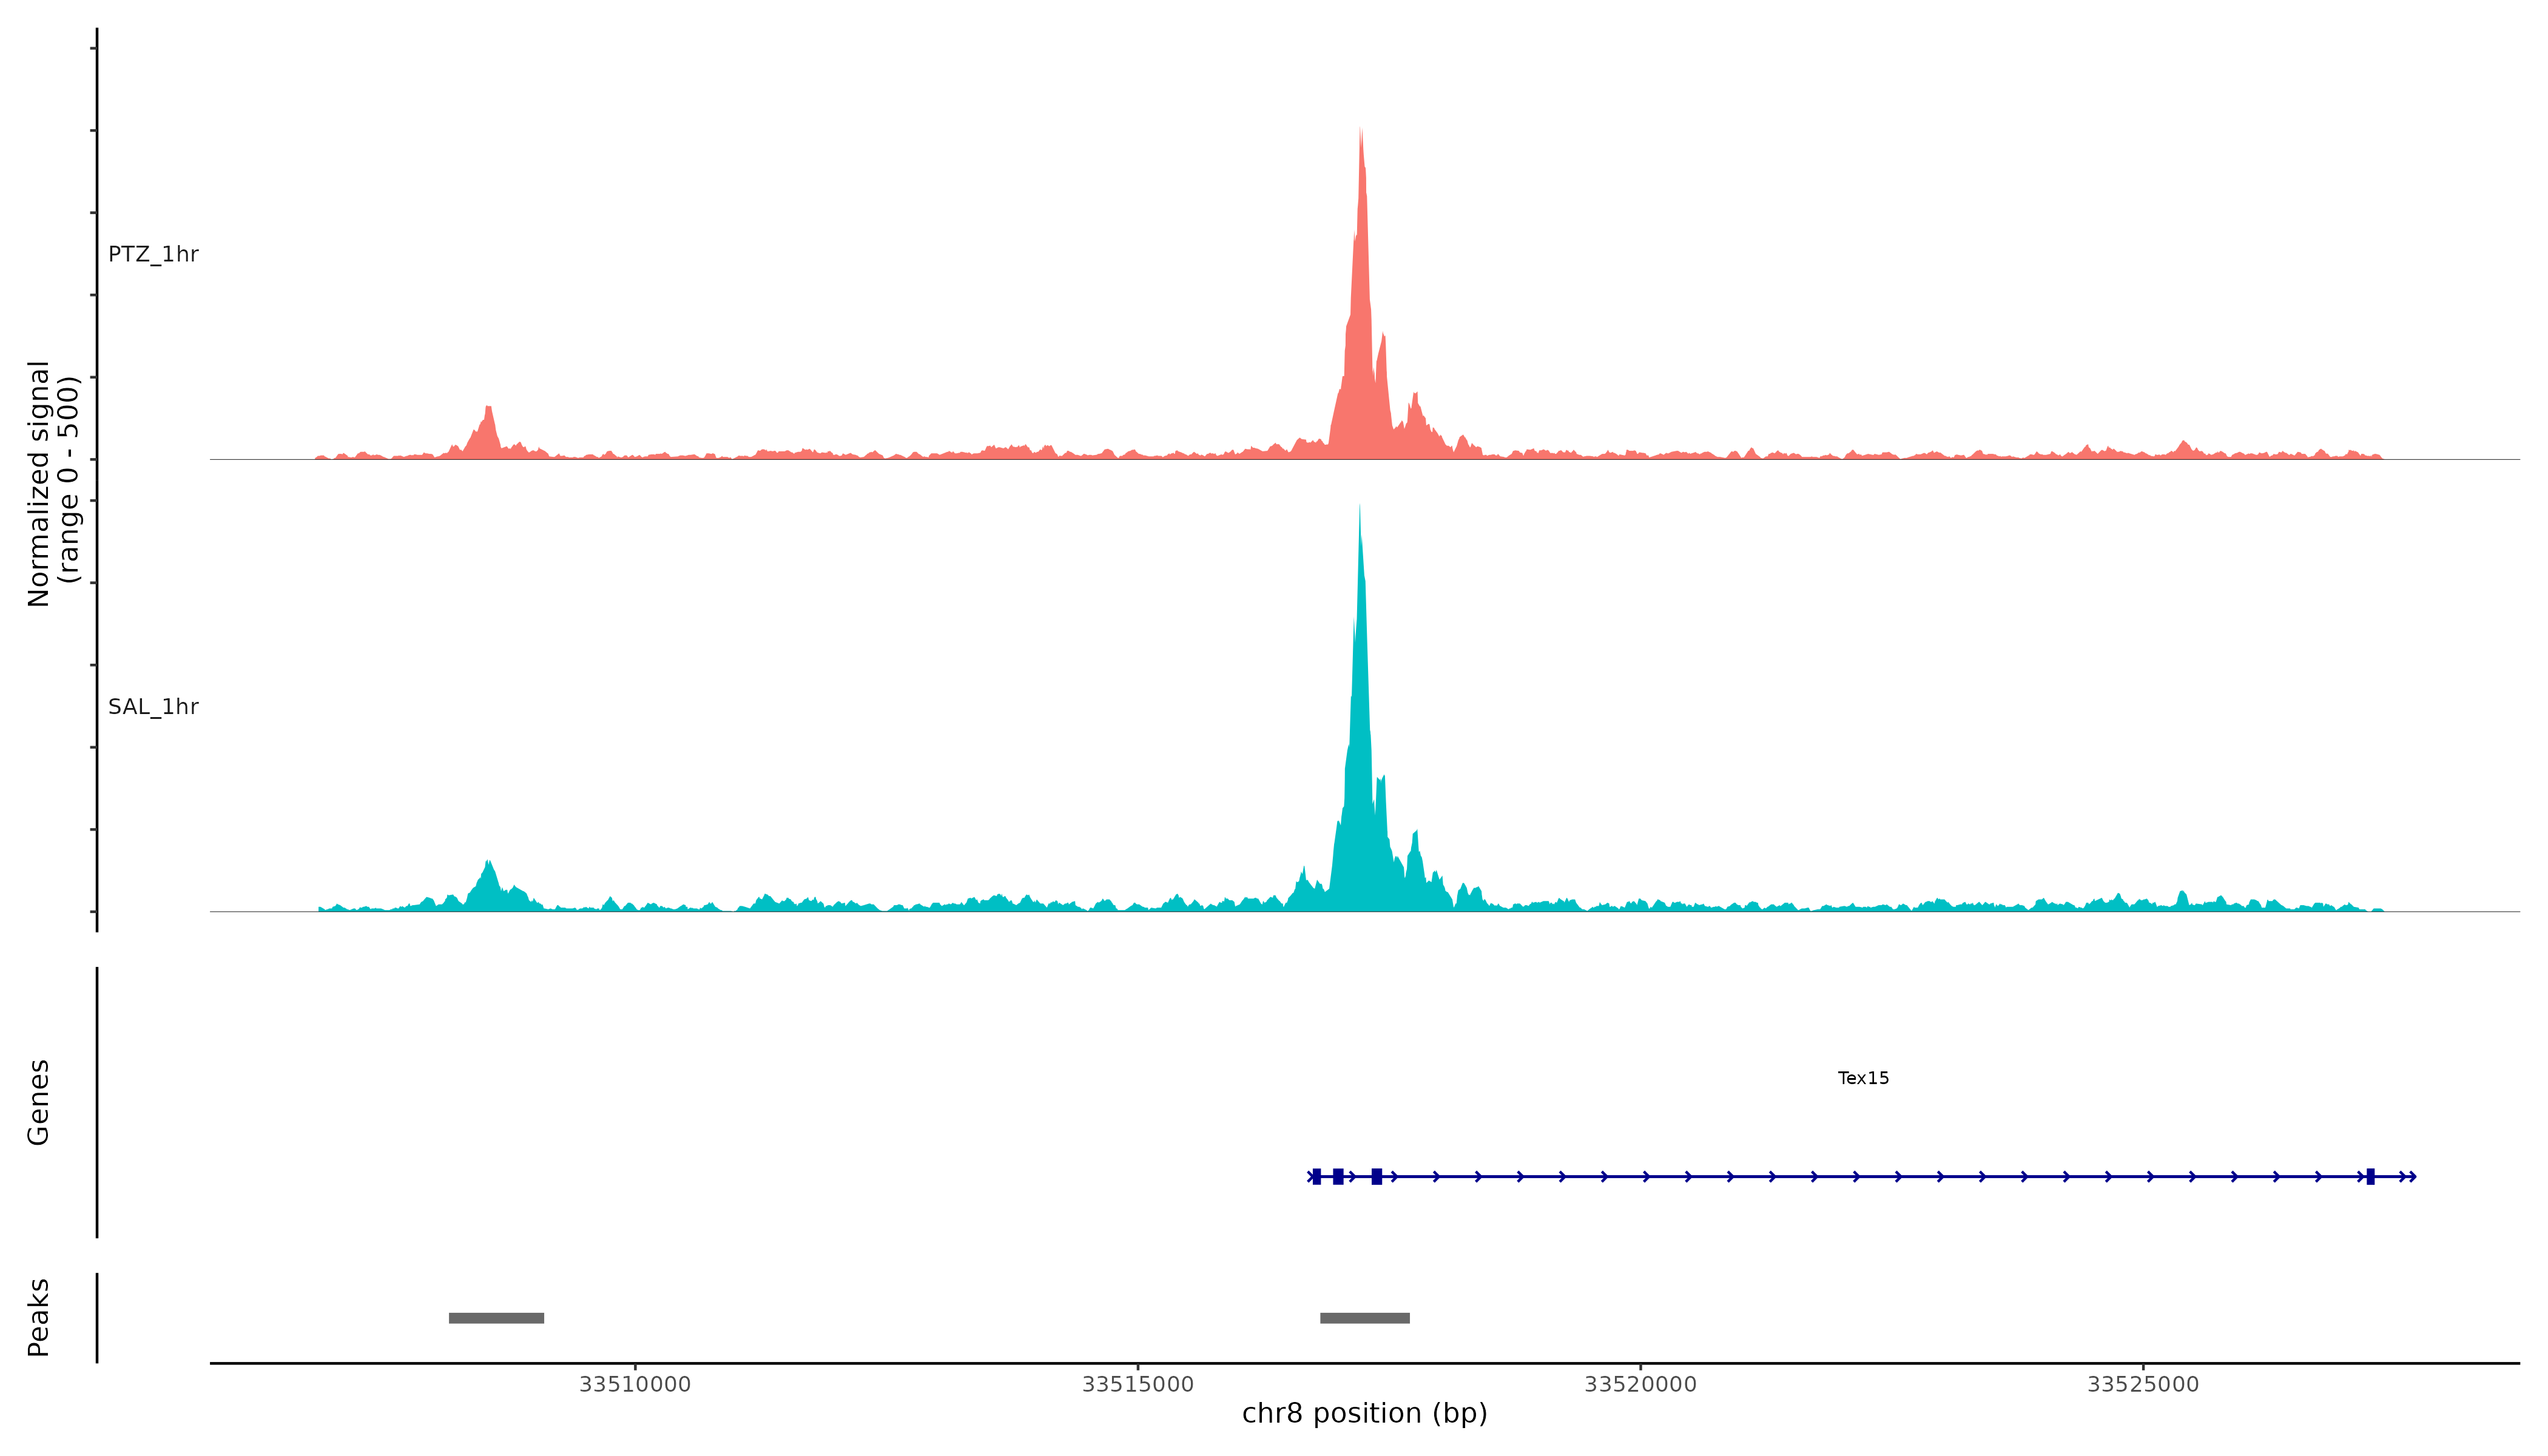 Normalized signal
(range 0 - 500)
PTZ_1hr
SAL_1hr
Genes
Tex15
Peaks
33510000
33515000
33520000
33525000
chr8 position (bp)